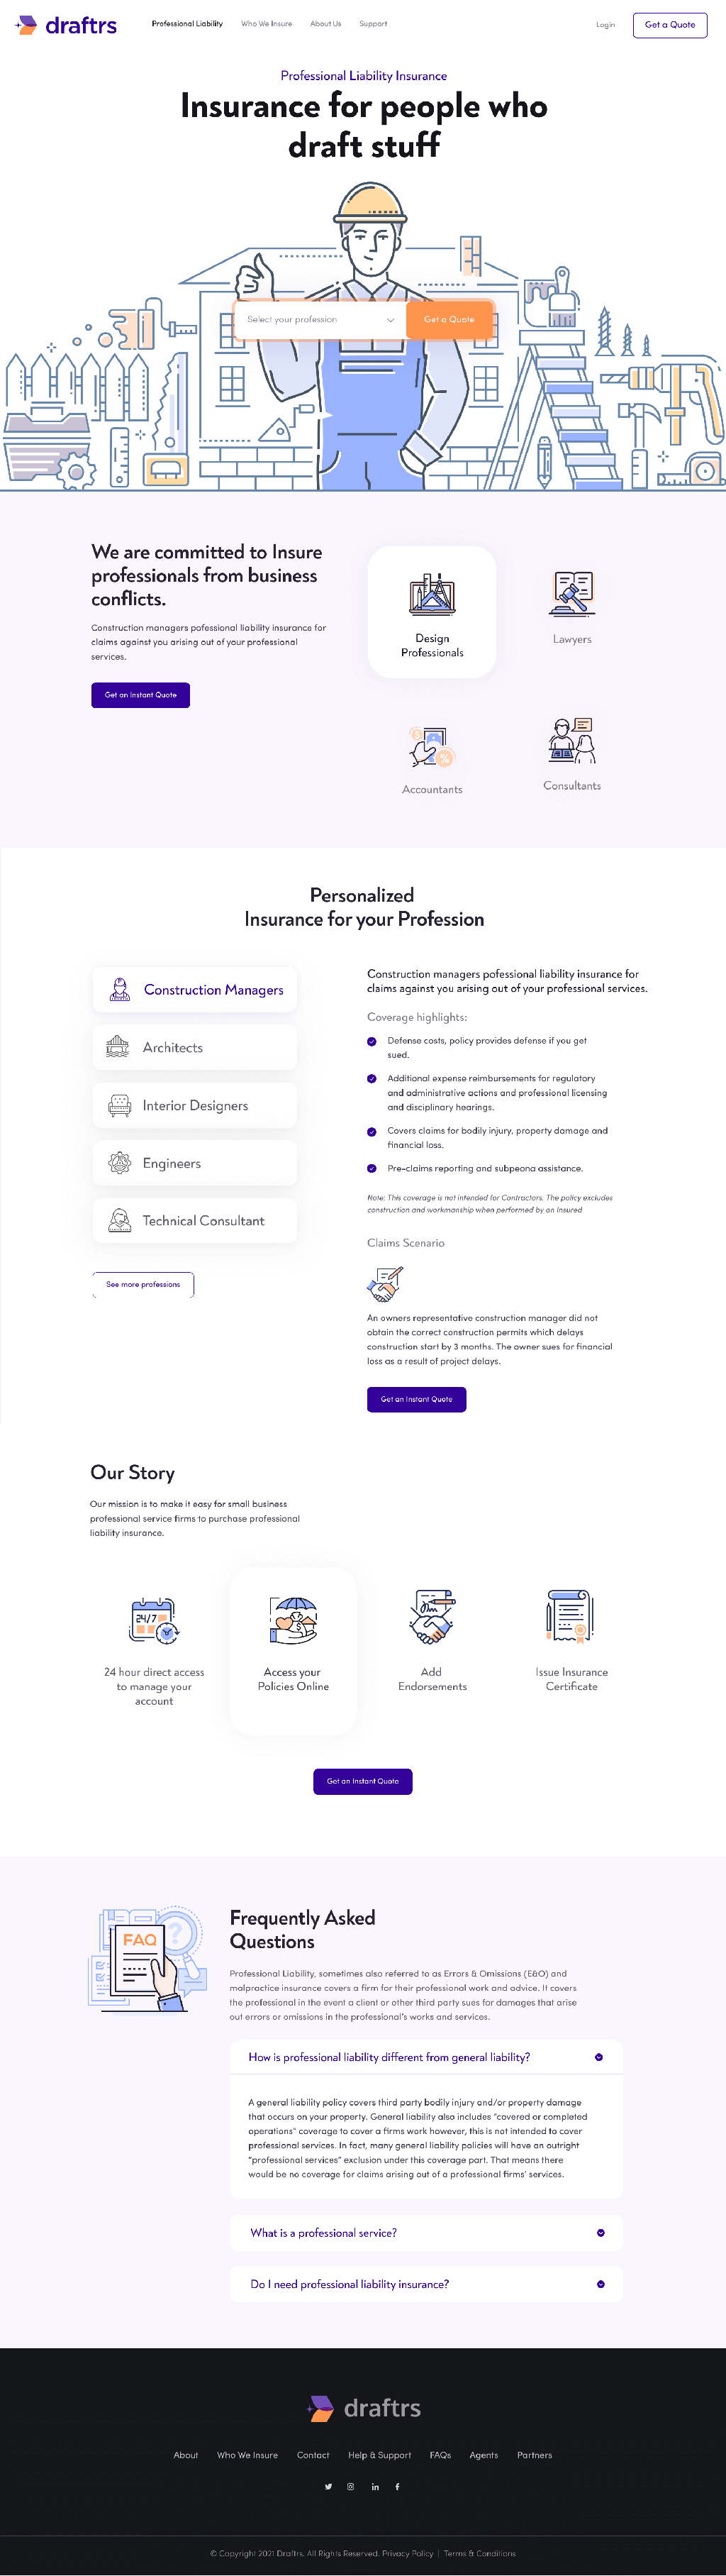 draftrs
Professional Liability
Who We Insure
About Us
Support
Login
Get a Quote
Professional Liability Insurance
Insurance for people who
draft stuff
Select your profession
Get a Quote
We are committed to Insure
professionals from business
conflicts.
Construction managers pofessional liability insurance for
claims against you arising out of your professional
services.
Get an Instant Quote
Design
Professionals
Lawyers
Accountants
Consultants
Personalized
Insurance for your Profession
Construction Managers
Architects
Interior Designers
Engineers
Technical Consultant
See more professions
Construction managers pofessional liability insurance for
claims against you arising out of your professional services.
Coverage highlights:
Defense costs, policy provides defense if you get
sued.
Additional expense reimbursements for regulatory
and administrative actions and professional licensing
and disciplinary hearings.
Covers claims for bodily injury, property damage and
financial loss.
Pre-claims reporting and subpeona assistance.
Note: This coverage is not intended for Contractors. The policy excludes
construction and workmanship when performed by an Insured
Claims Scenario
An owners representative construction manager did not
obtain the correct construction permits which delays
construction start by 3 months. The owner sues for financial
loss as a result of project delays.
Get an Instant Quote
Our Story
Our mission is to make it easy for small business
professional service firms to purchase professional
liability insurance.
24/7
24 hour direct access
to manage your
account
Access your
Policies Online
Add
Endorsements
Issue Insurance
Certificate
Get an Instant Quote
FAQ
Frequently Asked
Questions
Professional Liability, sometimes also referred to as Errors & Omissions (E&O) and
malpractice insurance covers a firm for their professional work and advice. It covers
the professional in the event a client or other third party sues for damages that arise
out errors or omissions in the professional's works and services.
How is professional liability different from general liability?
A general liability policy covers third party bodily injury and/or property damage
that occurs on your property. General liability also includes “covered or completed
operations” coverage to cover a firms work however, this is not intended to cover
professional services. In fact, many general liability policies will have an outright
“professional services” exclusion under this coverage part. That means there
would be no coverage for claims arising out of a professional firms’ services.
What is a professional service?
Do I need professional liability insurance?
draftrs
About
Who We Insure
Contact
Help & Support
FAQs
Agents
Partners
© Copyright 2021 Draftrs. All Rights Reserved. Privacy Policy | Terms & Conditions